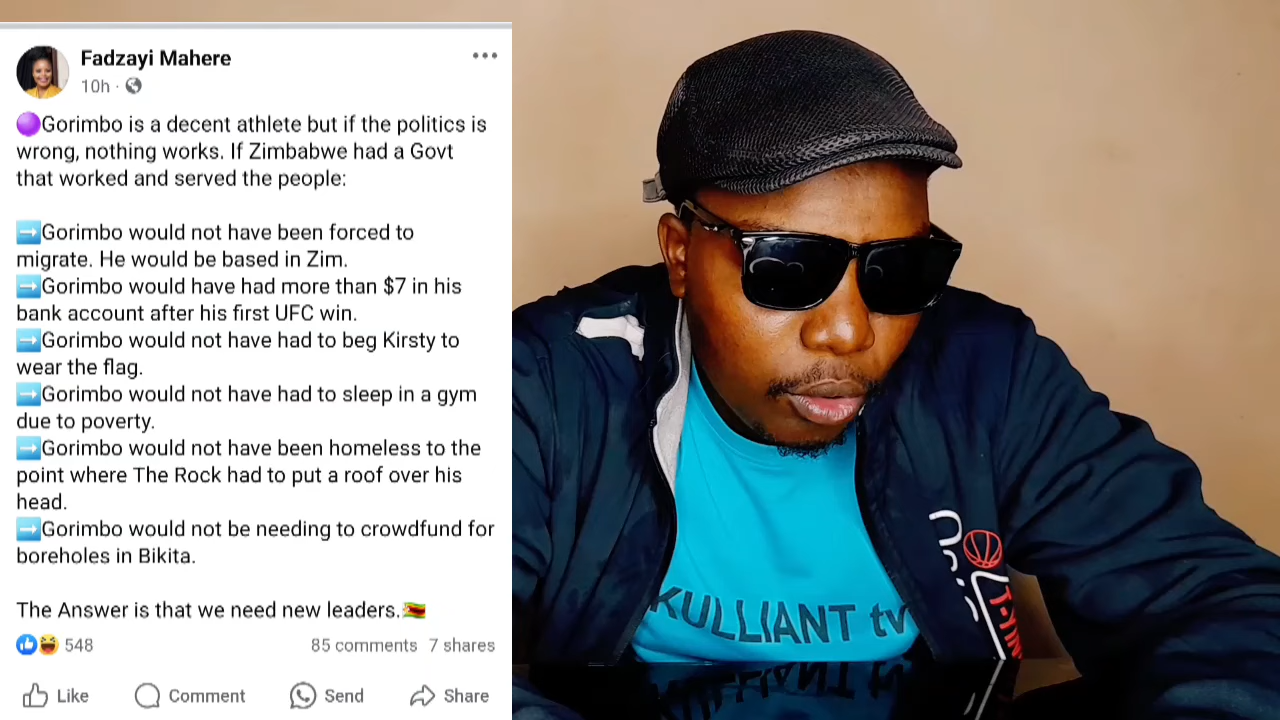 Fadzayi Mahere
10h ·
Gorimbo is a decent athlete but if the politics is
wrong, nothing works. If Zimbabwe had a Govt
that worked and served the people:
➡️Gorimbo would not have been forced to
migrate. He would be based in Zim.
➡️Gorimbo would have had more than $7 in his
bank account after his first UFC win.
➡️Gorimbo would not have had to beg Kirsty to
wear the flag.
➡️Gorimbo would not have had to sleep in a gym
due to poverty.
➡️Gorimbo would not have been homeless to the
point where The Rock had to put a roof over his
head.
➡️Gorimbo would not be needing to crowdfund for
boreholes in Bikita.
The Answer is that we need new leaders.🇿🇼
548
85 comments 7 shares
Like Comment Send Share
KULLIANT tv